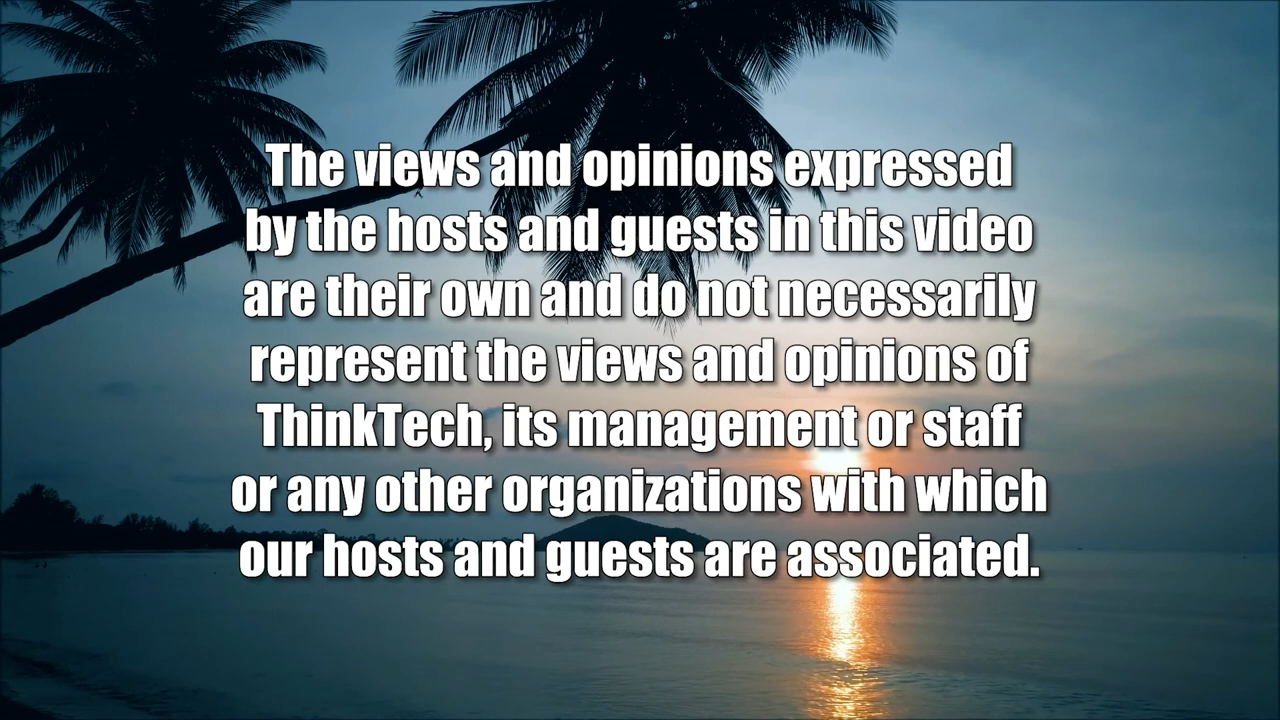 The views and opinions expressed
by the hosts and guests in this video
are their own and do not necessarily
represent the views and opinions of
ThinkTech, its management or staff
or any other organizations with which
our hosts and guests are associated.